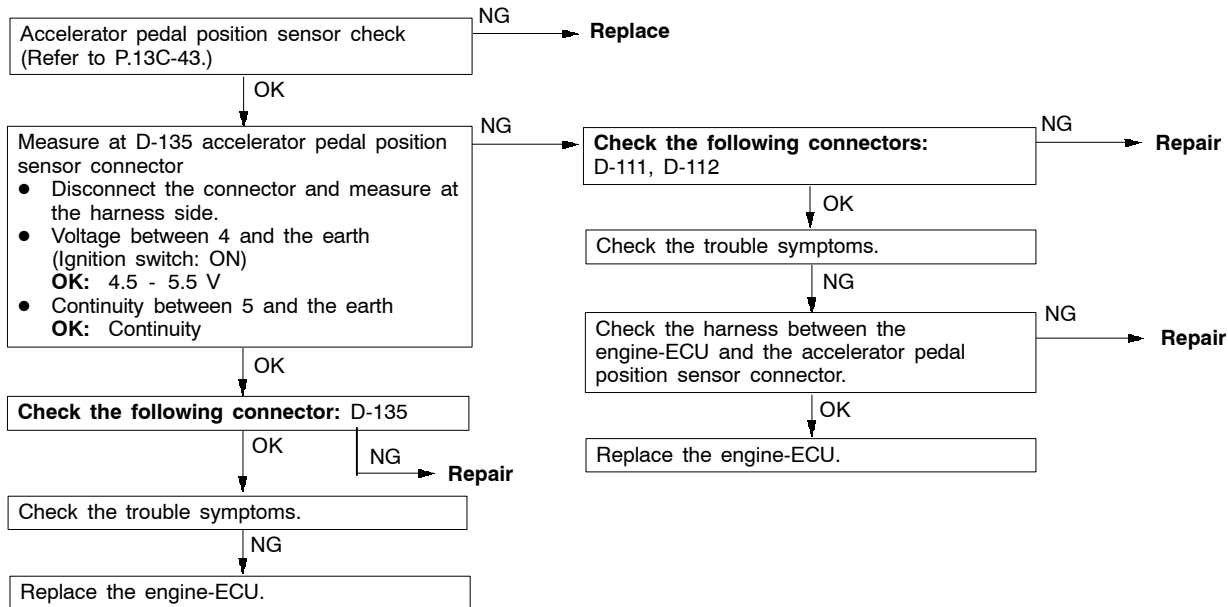 Accelerator pedal position sensor check
(Refer to P.13C-43.)
NG
Replace
OK
Measure at D-135 accelerator pedal position
sensor connector
● Disconnect the connector and measure at
the harness side.
● Voltage between 4 and the earth
(Ignition switch: ON)
OK: 4.5 - 5.5 V
● Continuity between 5 and the earth
OK: Continuity
NG
OK
Check the following connector: D-135
OK
NG
Repair
Check the trouble symptoms.
NG
Replace the engine-ECU.
Check the following connectors:
D-111, D-112
NG
Repair
OK
Check the trouble symptoms.
NG
Check the harness between the
engine-ECU and the accelerator pedal
position sensor connector.
NG
Repair
OK
Replace the engine-ECU.